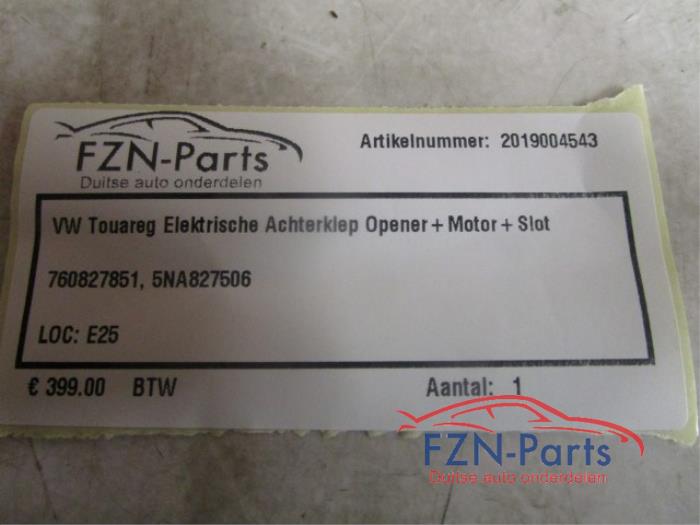 FZN-Parts
Duitse auto onderdelen
Artikelnummer: 2019004543
VW Touareg Elektrische Achterklep Opener + Motor + Slot
760827851, 5NA827506
LOC: E25
€ 399.00 BTW
Aantal: 1
FZN-Parts
Duitse auto onderdelen